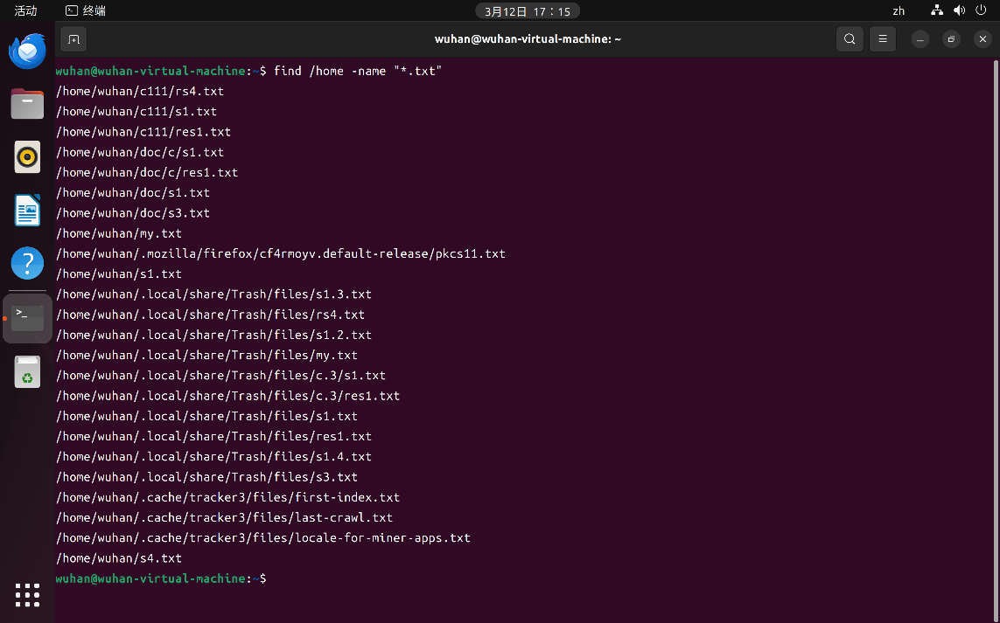 活动 终端 3月12日 17：15 zh
wuhan@wuhan-virtual-machine: ~
wuhan@wuhan-virtual-machine:~$ find /home -name "*.txt"
/home/wuhan/c111/rs4.txt
/home/wuhan/c111/s1.txt
/home/wuhan/c111/res1.txt
/home/wuhan/doc/c/s1.txt
/home/wuhan/doc/c/res1.txt
/home/wuhan/doc/s1.txt
/home/wuhan/doc/s3.txt
/home/wuhan/my.txt
/home/wuhan/.mozilla/firefox/cf4rmoyv.default-release/pkcs11.txt
/home/wuhan/s1.txt
/home/wuhan/.local/share/Trash/files/s1.3.txt
/home/wuhan/.local/share/Trash/files/rs4.txt
/home/wuhan/.local/share/Trash/files/s1.2.txt
/home/wuhan/.local/share/Trash/files/my.txt
/home/wuhan/.local/share/Trash/files/c.3/s1.txt
/home/wuhan/.local/share/Trash/files/c.3/res1.txt
/home/wuhan/.local/share/Trash/files/s1.txt
/home/wuhan/.local/share/Trash/files/res1.txt
/home/wuhan/.local/share/Trash/files/s1.4.txt
/home/wuhan/.local/share/Trash/files/s3.txt
/home/wuhan/.cache/tracker3/files/first-index.txt
/home/wuhan/.cache/tracker3/files/last-crawl.txt
/home/wuhan/.cache/tracker3/files/locale-for-miner-apps.txt
/home/wuhan/s4.txt
wuhan@wuhan-virtual-machine:~$